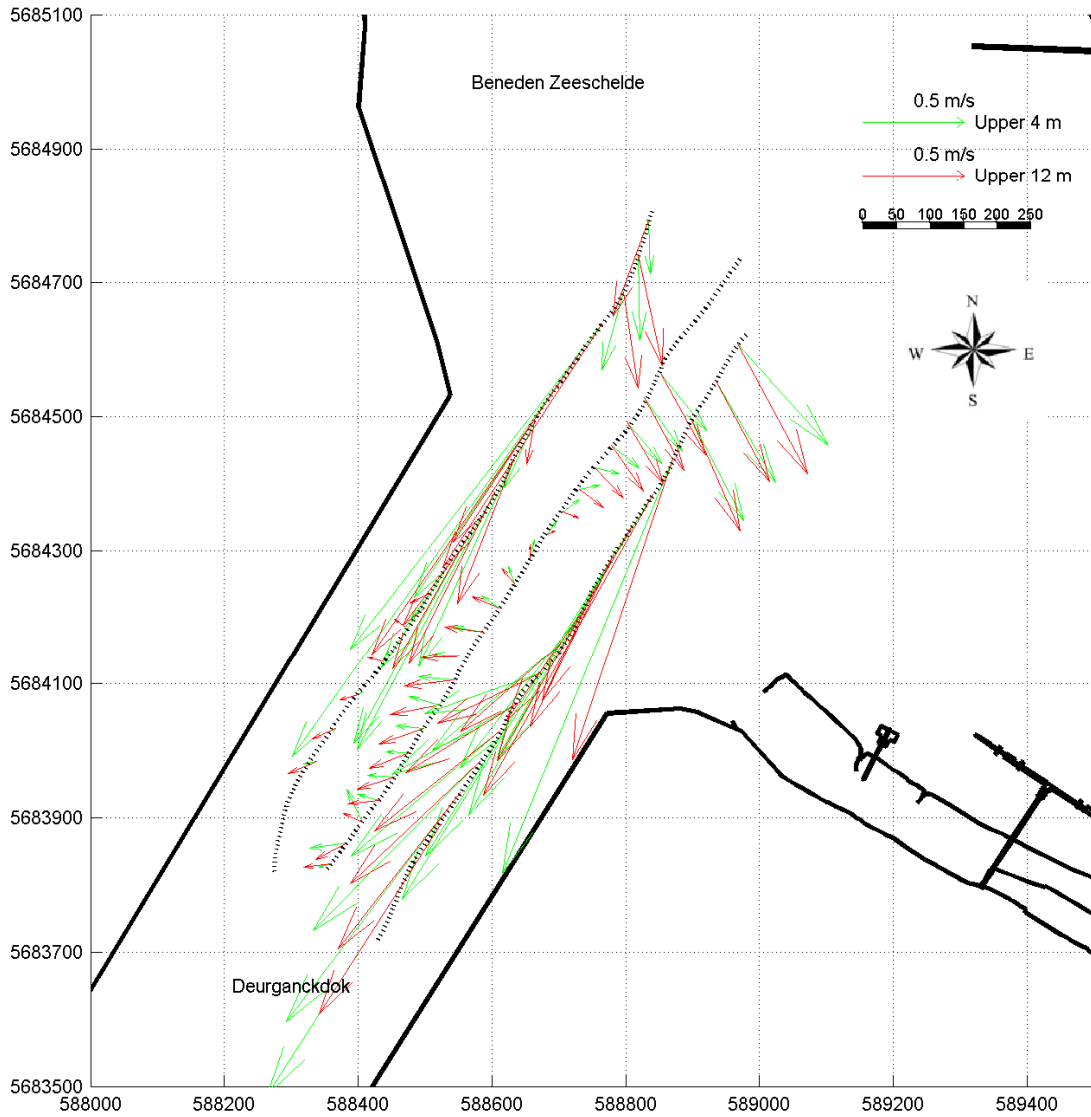 5685100
Beneden Zeeschelde
0.5 m/s
5684900
Upper 4 m
0.5 m/s
Upper 12 m
0 50 100 150 200 250
5684700
N
W E
S
5684500
5684300
5684100
5683900
5683700
Deurganckdok
5683500
588000 588200 588400 588600 588800 589000 589200 589400